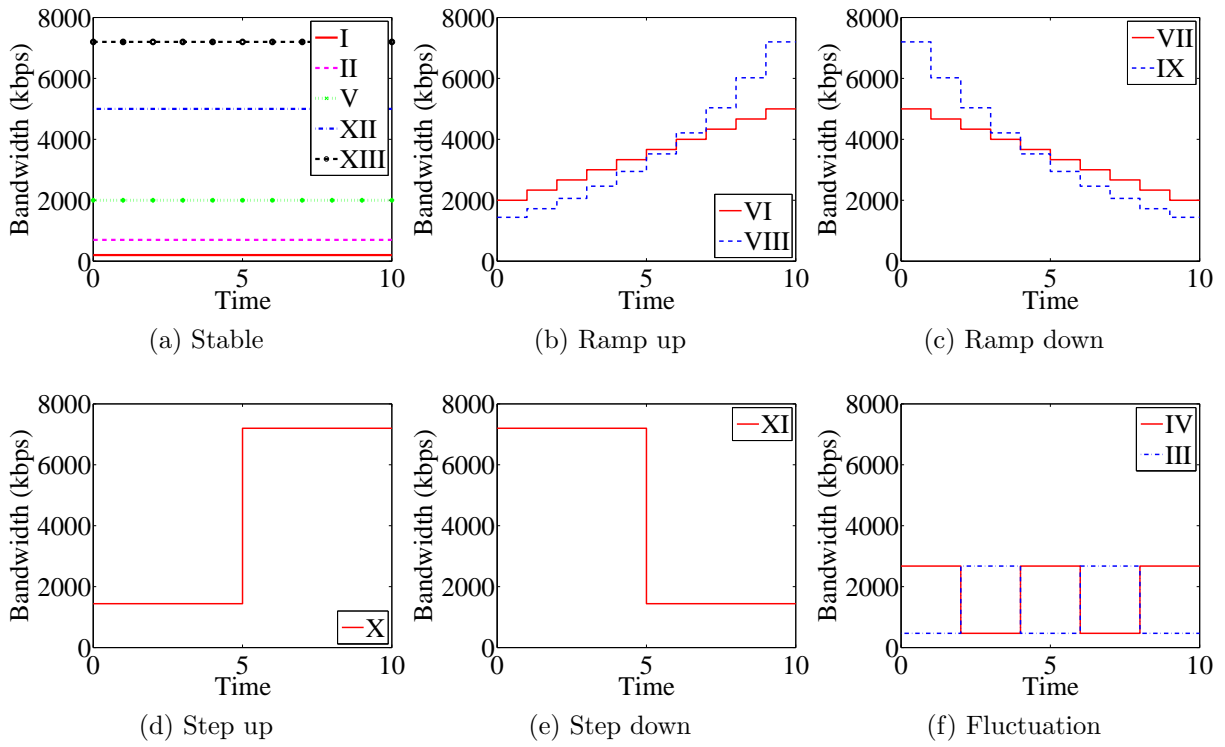 8000
6000
4000
2000
0
0 5 10
Bandwidth (kbps)
Time
I
II
V
XII
XIII
(a) Stable
8000
6000
4000
2000
0
0 5 10
Bandwidth (kbps)
Time
VI
VIII
(b) Ramp up
8000
6000
4000
2000
0
0 5 10
Bandwidth (kbps)
Time
VII
IX
(c) Ramp down
8000
6000
4000
2000
0
0 5 10
Bandwidth (kbps)
Time
X
(d) Step up
8000
6000
4000
2000
0
0 5 10
Bandwidth (kbps)
Time
XI
(e) Step down
8000
6000
4000
2000
0
0 5 10
Bandwidth (kbps)
Time
IV
III
(f) Fluctuation